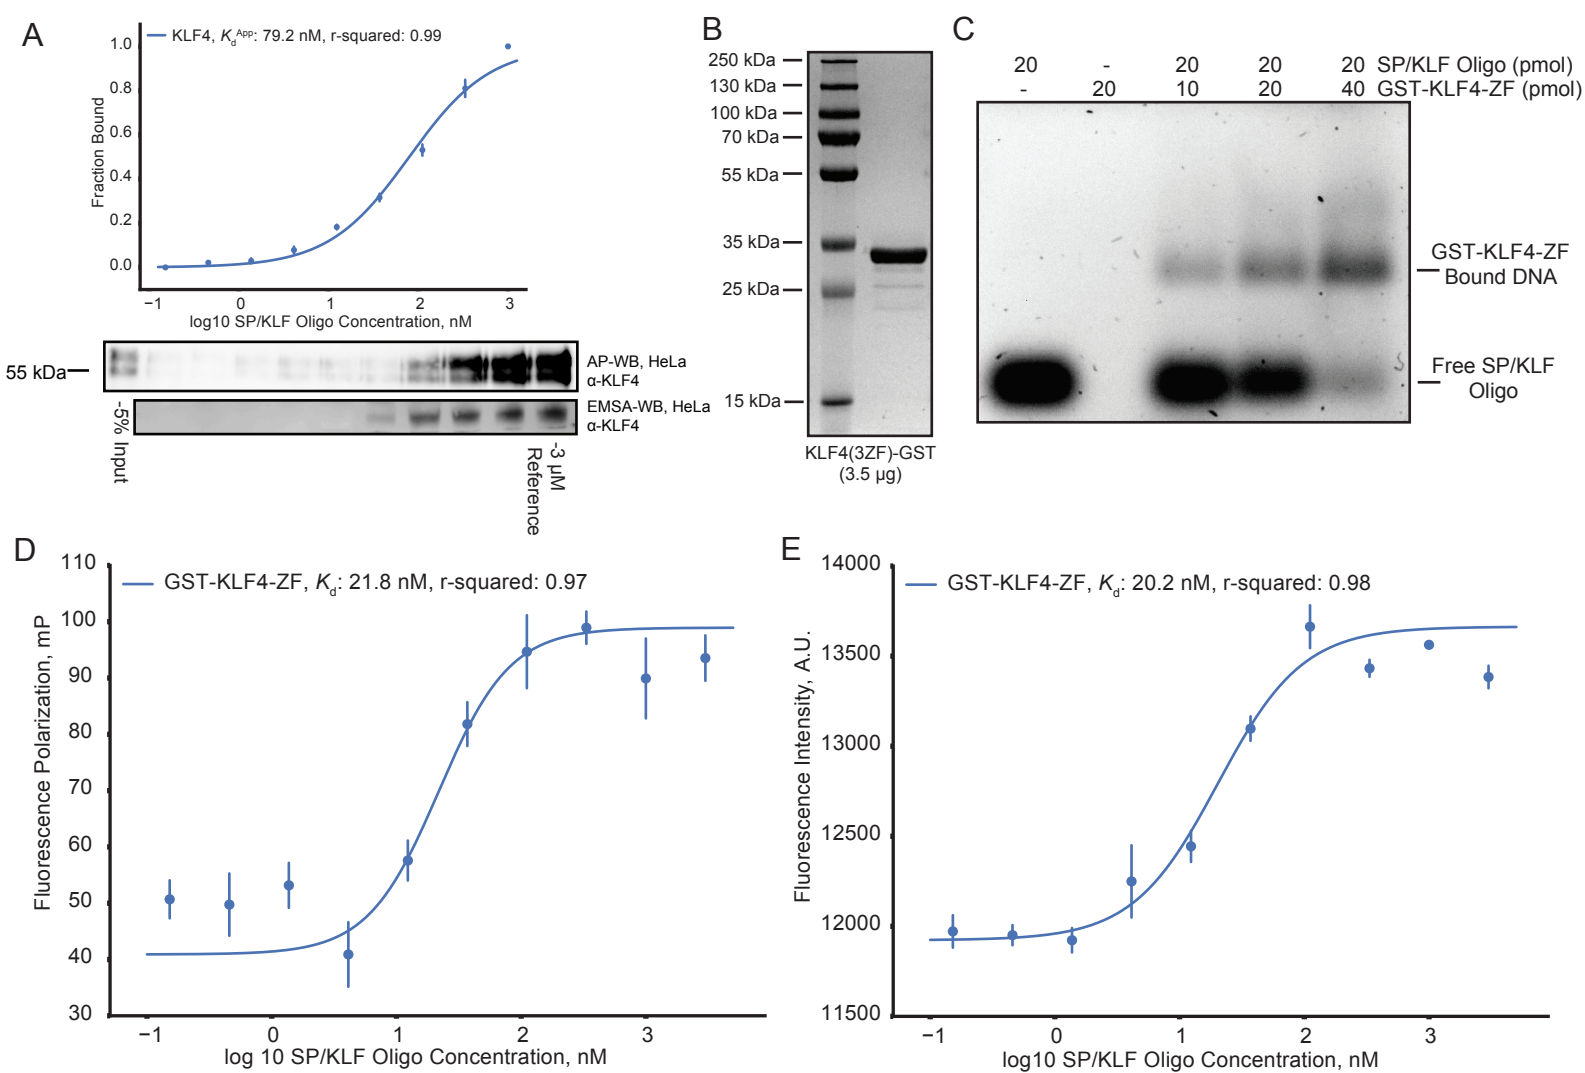 A
KLF4, KdApp: 79.2 nM, r-squared: 0.99
1.0
0.8
0.6
0.4
0.2
0.0
Fraction Bound
−1 0 1 2 3
log10 SP/KLF Oligo Concentration, nM
55 kDa
AP-WB, HeLa
α-KLF4
EMSA-WB, HeLa
α-KLF4
-5% Input
-3 µM
Reference
B
250 kDa
130 kDa
100 kDa
70 kDa
55 kDa
35 kDa
25 kDa
15 kDa
KLF4(3ZF)-GST
(3.5 µg)
C
20 - 20 20 20 SP/KLF Oligo (pmol)
- 20 10 20 40 GST-KLF4-ZF (pmol)
GST-KLF4-ZF
Bound DNA
Free SP/KLF
Oligo
D
GST-KLF4-ZF, Kd: 21.8 nM, r-squared: 0.97
110
100
90
80
70
60
50
40
30
Fluorescence Polarization, mP
−1 0 1 2 3
log 10 SP/KLF Oligo Concentration, nM
E
GST-KLF4-ZF, Kd: 20.2 nM, r-squared: 0.98
14000
13500
13000
12500
12000
11500
Fluorescence Intensity, A.U.
−1 0 1 2 3
log10 SP/KLF Oligo Concentration, nM